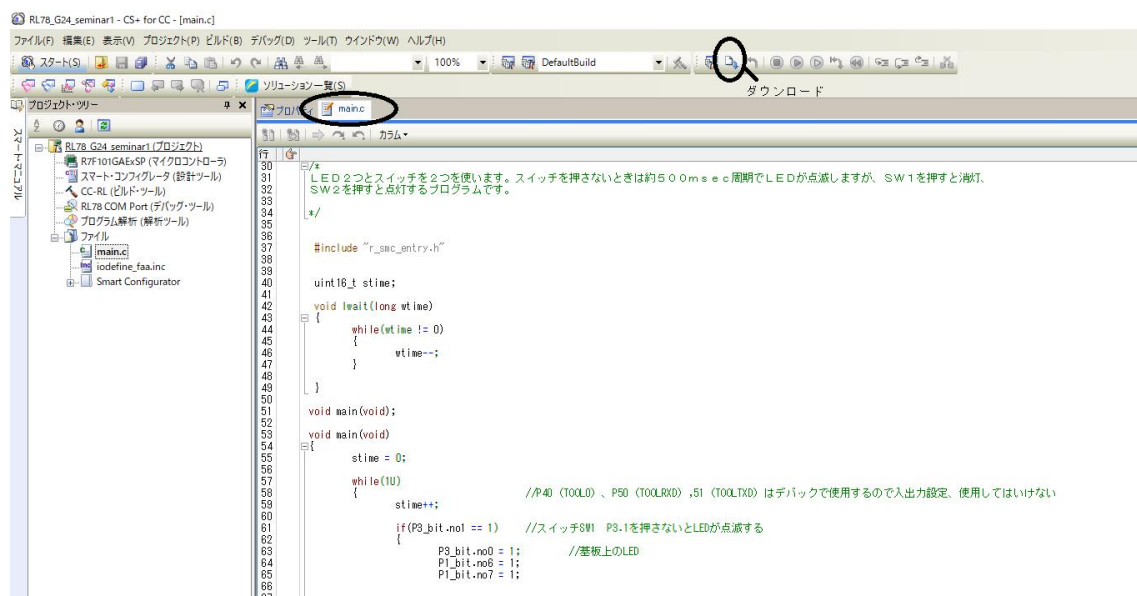 RL78_G24_seminar1 - CS+ for CC - [main.c]
ファイル(F) 編集(E) 表示(V) プロジェクト(P) ビルド(B) デバッグ(D) ツール(T) ウインドウ(W) ヘルプ(H)
スタート(S) 100% DefaultBuild
ダウンロード
ソリューション一覧(S)
プロジェクト・ツリー
プロパティ main.c
スマート・マニュアル
カラム
行
RL78_G24_seminar1 (プロジェクト)
R7F101GAExSP (マイクロコントローラ)
スマート・コンフィグレータ (設計ツール)
CC-RL (ビルド・ツール)
RL78 COM Port (デバッグ・ツール)
プログラム解析 (解析ツール)
ファイル
main.c
iodefine_faa.inc
Smart Configurator
30 /*
31 LED2つとスイッチを2つを使います。スイッチを押さないときは約500msec周期でLEDが点滅しますが、SW1を押すと消灯、
32 SW2を押すと点灯するプログラムです。
33
34 */
35
36
37 #include "r_smc_entry.h"
38
39
40 uint16_t stime;
41
42 void lwait(long wtime)
43 {
44 while(wtime != 0)
45 {
46 wtime--;
47 }
48
49 }
50
51 void main(void);
52
53 void main(void)
54 {
55 stime = 0;
56
57 while(1U)
58 { //P40 (TOOL0) 、P50 (TOOLRXD) ,51 (TOOLTXD) はデバックで使用するので入出力設定、使用してはいけない
59 stime++;
60
61 if(P3_bit.no1 == 1) //スイッチSW1 P3.1を押さないとLEDが点滅する
62 {
63 P3_bit.no0 = 1; //基板上のLED
64 P1_bit.no6 = 1;
65 P1_bit.no7 = 1;
66